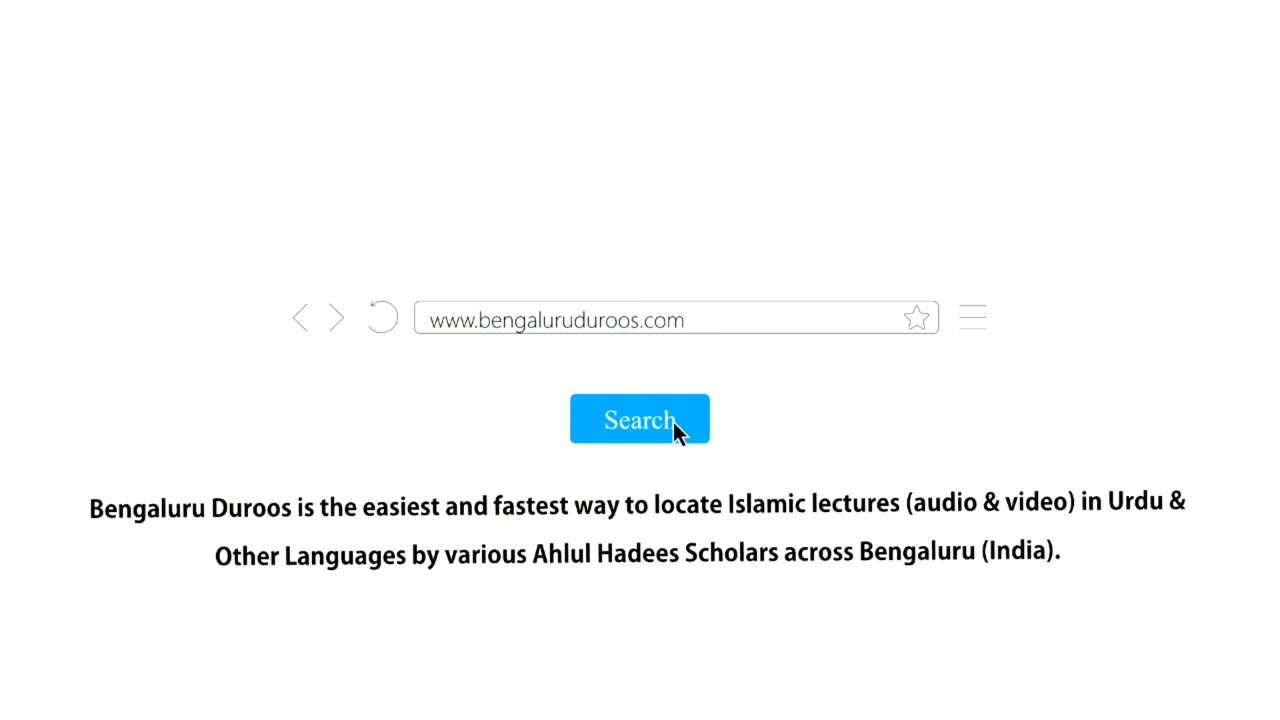 www.bengaluruduroos.com
Search
Bengaluru Duroos is the easiest and fastest way to locate Islamic lectures (audio & video) in Urdu &
Other Languages by various Ahlul Hadees Scholars across Bengaluru (India).